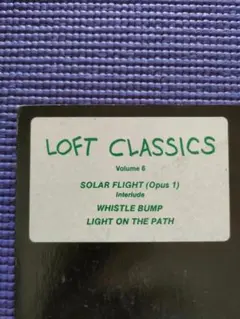 LOFT CLASSICS
Volume 6
SOLAR FLIGHT (Opus 1)
Interlude
WHISTLE BUMP
LIGHT ON THE PATH